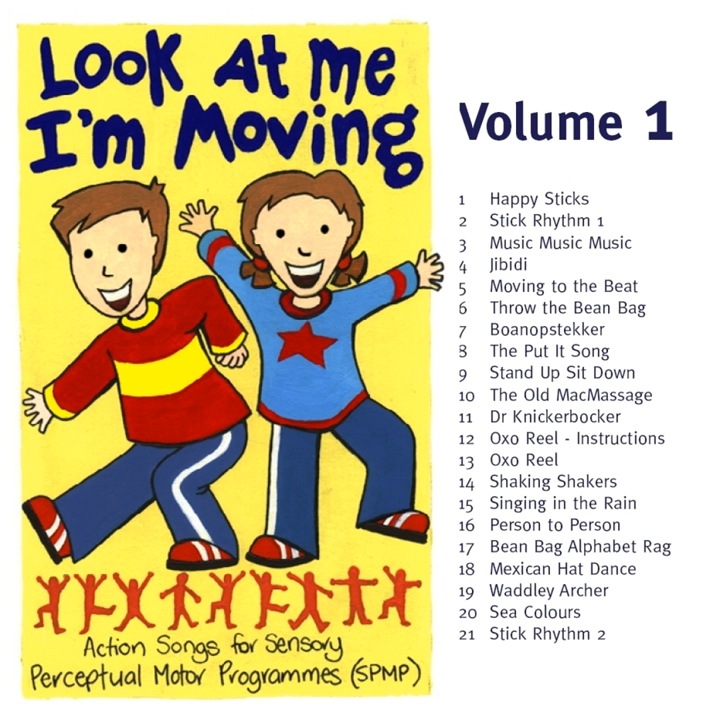 Look At me
I'm Moving
Action Songs for Sensory
Perceptual Motor Programmes (SPMP)
Volume 1
1 Happy Sticks
2 Stick Rhythm 1
3 Music Music Music
4 Jibidi
5 Moving to the Beat
6 Throw the Bean Bag
7 Boanopstekker
8 The Put It Song
9 Stand Up Sit Down
10 The Old MacMassage
11 Dr Knickerbocker
12 Oxo Reel - Instructions
13 Oxo Reel
14 Shaking Shakers
15 Singing in the Rain
16 Person to Person
17 Bean Bag Alphabet Rag
18 Mexican Hat Dance
19 Waddley Archer
20 Sea Colours
21 Stick Rhythm 2